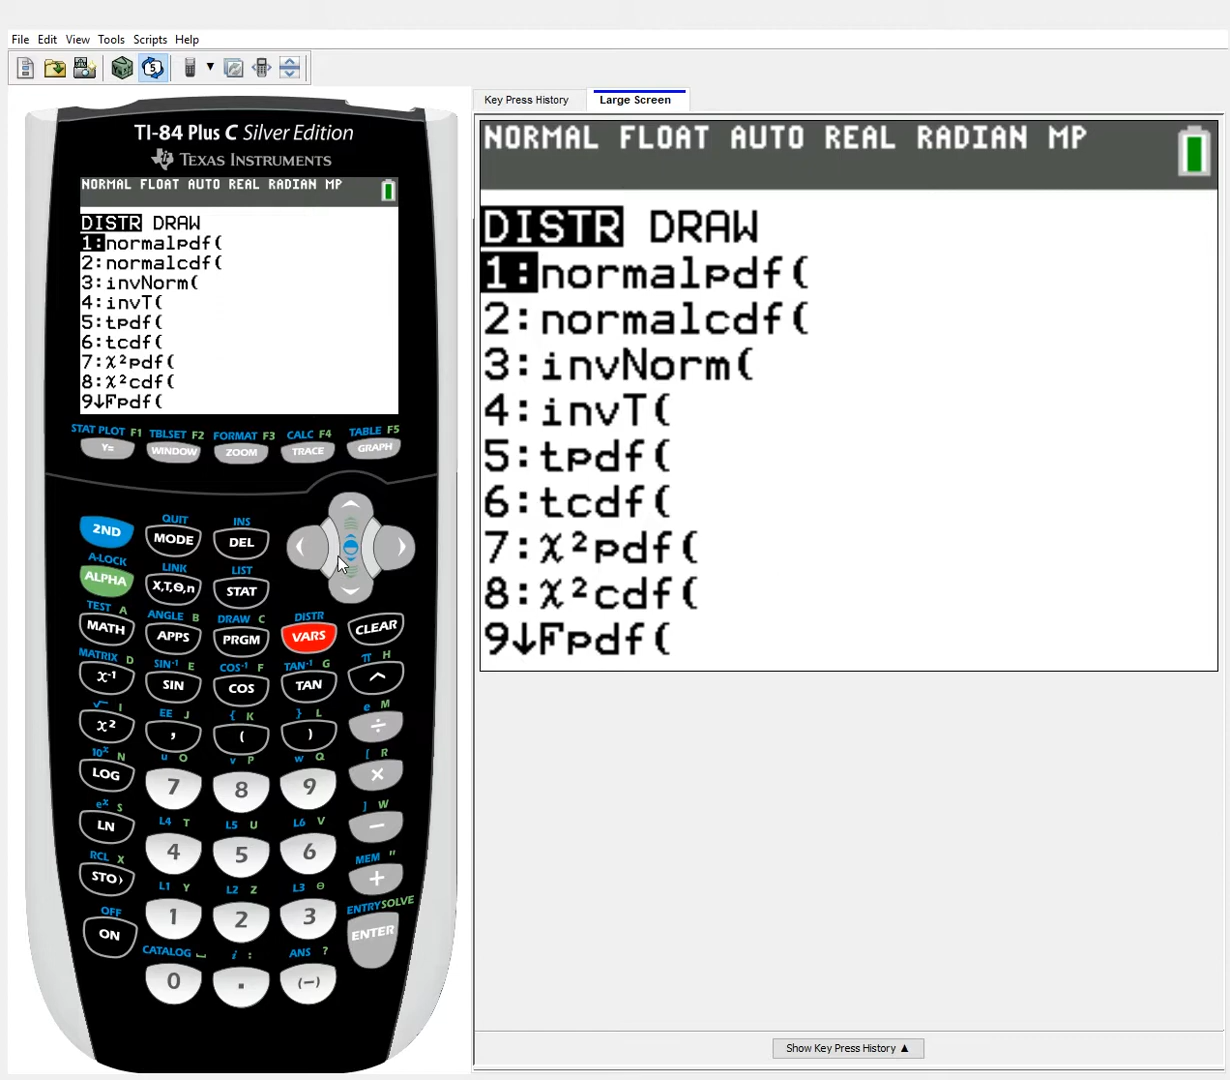 File Edit View Tools Scripts Help
5
Key Press History Large Screen
TI-84 Plus C Silver Edition
TEXAS INSTRUMENTS
NORMAL FLOAT AUTO REAL RADIAN MP
DISTR DRAW
1:normalpdf(
2:normalcdf(
3:invNorm(
4:invT(
5:tpdf(
6:tcdf(
7:χ²pdf(
8:χ²cdf(
9↓Fpdf(
STAT PLOT F1 TBLSET F2 FORMAT F3 CALC F4 TABLE F5
Y= WINDOW ZOOM TRACE GRAPH
QUIT INS
2ND MODE DEL
A-LOCK LINK LIST
ALPHA X,T,Θ,n STAT
TEST A ANGLE B DRAW C DISTR
MATH APPS PRGM VARS CLEAR
MATRIX D SIN⁻¹ E COS⁻¹ F TAN⁻¹ G π H
X⁻¹ SIN COS TAN ^
√ I EE J { K } L e M
X² , ( ) ÷
10ˣ N u O v P w Q [ R
LOG 7 8 9 ×
eˣ S L4 T L5 U L6 V ] W
LN 4 5 6 −
RCL X L1 Y L2 Z L3 Θ MEM "
STO› 1 2 3 +
OFF ENTRY SOLVE
ON ENTER
CATALOG ⎵ i : ANS ?
0 . (−)
NORMAL FLOAT AUTO REAL RADIAN MP
DISTR DRAW
1:normalpdf(
2:normalcdf(
3:invNorm(
4:invT(
5:tpdf(
6:tcdf(
7:χ²pdf(
8:χ²cdf(
9↓Fpdf(
Show Key Press History ▲